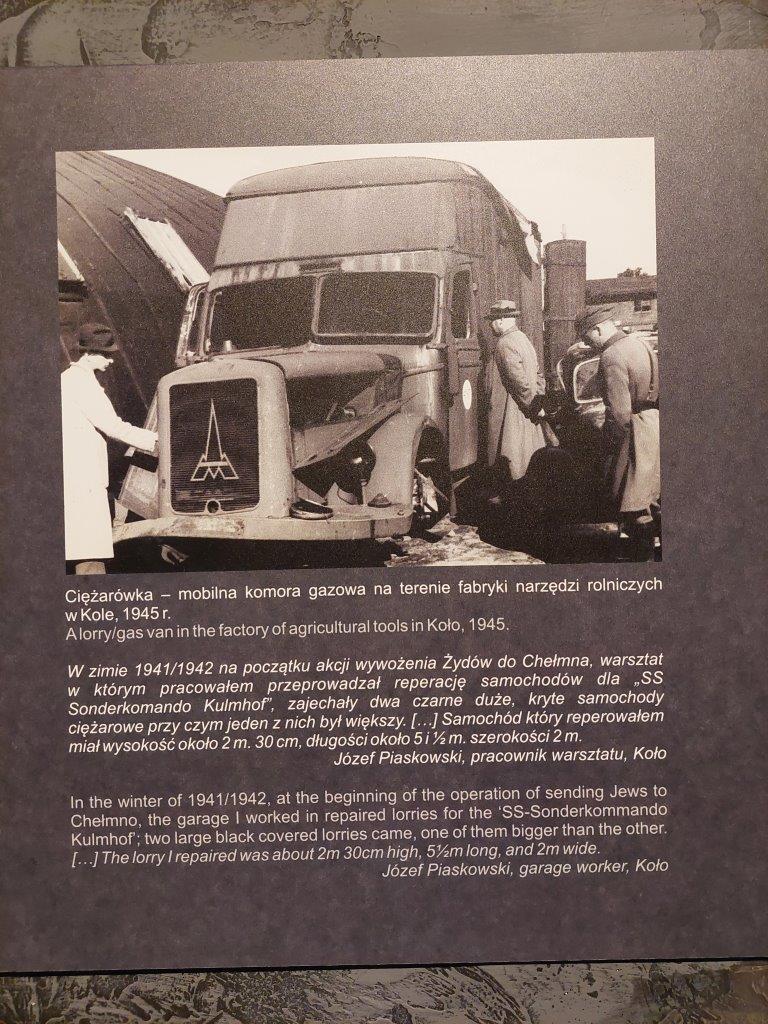 Ciężarówka – mobilna komora gazowa na terenie fabryki narzędzi rolniczych
w Kole, 1945 r.
A lorry/gas van in the factory of agricultural tools in Koło, 1945.
W zimie 1941/1942 na początku akcji wywożenia Żydów do Chełmna, warsztat
w którym pracowałem przeprowadzał reperację samochodów dla „SS
Sonderkomando Kulmhof”, zajechały dwa czarne duże, kryte samochody
ciężarowe przy czym jeden z nich był większy. [...] Samochód który reperowałem
miał wysokość około 2 m. 30 cm, długości około 5 i ½ m. szerokości 2 m.
Józef Piaskowski, pracownik warsztatu, Koło
In the winter of 1941/1942, at the beginning of the operation of sending Jews to
Chełmno, the garage I worked in repaired lorries for the ‘SS-Sonderkommando
Kulmhof’; two large black covered lorries came, one of them bigger than the other.
[...] The lorry I repaired was about 2m 30cm high, 5½m long, and 2m wide.
Józef Piaskowski, garage worker, Koło